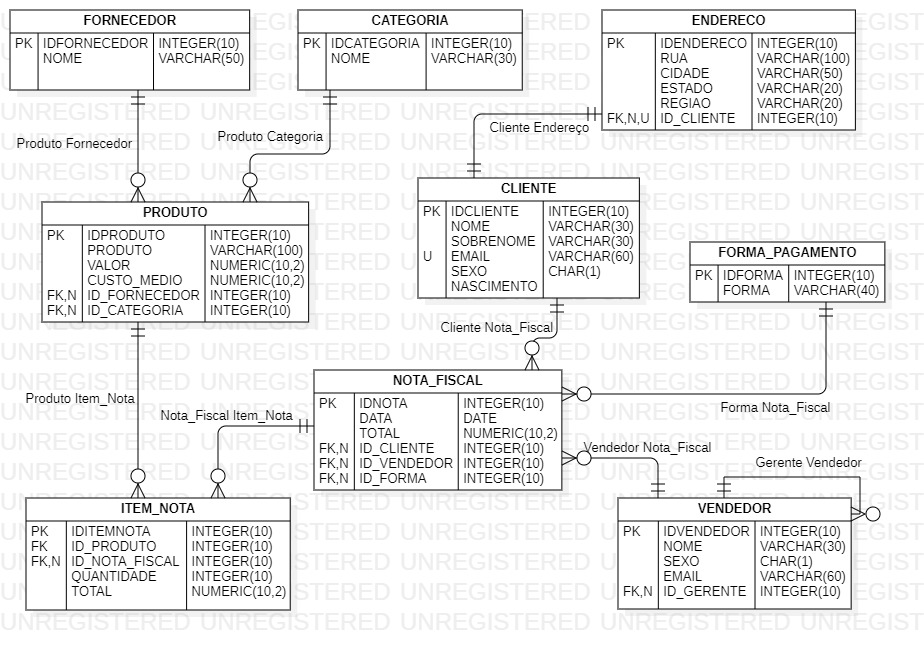 FORNECEDOR
PK IDFORNECEDOR INTEGER(10)
NOME VARCHAR(50)
CATEGORIA
PK IDCATEGORIA INTEGER(10)
NOME VARCHAR(30)
ENDERECO
PK IDENDERECO INTEGER(10)
RUA VARCHAR(100)
CIDADE VARCHAR(50)
ESTADO VARCHAR(20)
REGIAO VARCHAR(20)
FK,N,U ID_CLIENTE INTEGER(10)
Produto Fornecedor
Produto Categoria
Cliente Endereço
PRODUTO
PK IDPRODUTO INTEGER(10)
PRODUTO VARCHAR(100)
VALOR NUMERIC(10,2)
CUSTO_MEDIO NUMERIC(10,2)
FK,N ID_FORNECEDOR INTEGER(10)
FK,N ID_CATEGORIA INTEGER(10)
CLIENTE
PK IDCLIENTE INTEGER(10)
NOME VARCHAR(30)
SOBRENOME VARCHAR(30)
U EMAIL VARCHAR(60)
SEXO CHAR(1)
NASCIMENTO
FORMA_PAGAMENTO
PK IDFORMA INTEGER(10)
FORMA VARCHAR(40)
Cliente Nota_Fiscal
Produto Item_Nota
Nota_Fiscal Item_Nota
NOTA_FISCAL
PK IDNOTA INTEGER(10)
DATA DATE
TOTAL NUMERIC(10,2)
FK,N ID_CLIENTE INTEGER(10)
FK,N ID_VENDEDOR INTEGER(10)
FK,N ID_FORMA INTEGER(10)
Forma Nota_Fiscal
Vendedor Nota_Fiscal
Gerente Vendedor
ITEM_NOTA
PK IDITEMNOTA INTEGER(10)
FK ID_PRODUTO INTEGER(10)
FK,N ID_NOTA_FISCAL INTEGER(10)
QUANTIDADE INTEGER(10)
TOTAL NUMERIC(10,2)
VENDEDOR
PK IDVENDEDOR INTEGER(10)
NOME VARCHAR(30)
SEXO CHAR(1)
EMAIL VARCHAR(60)
FK,N ID_GERENTE INTEGER(10)
UNREGISTERED